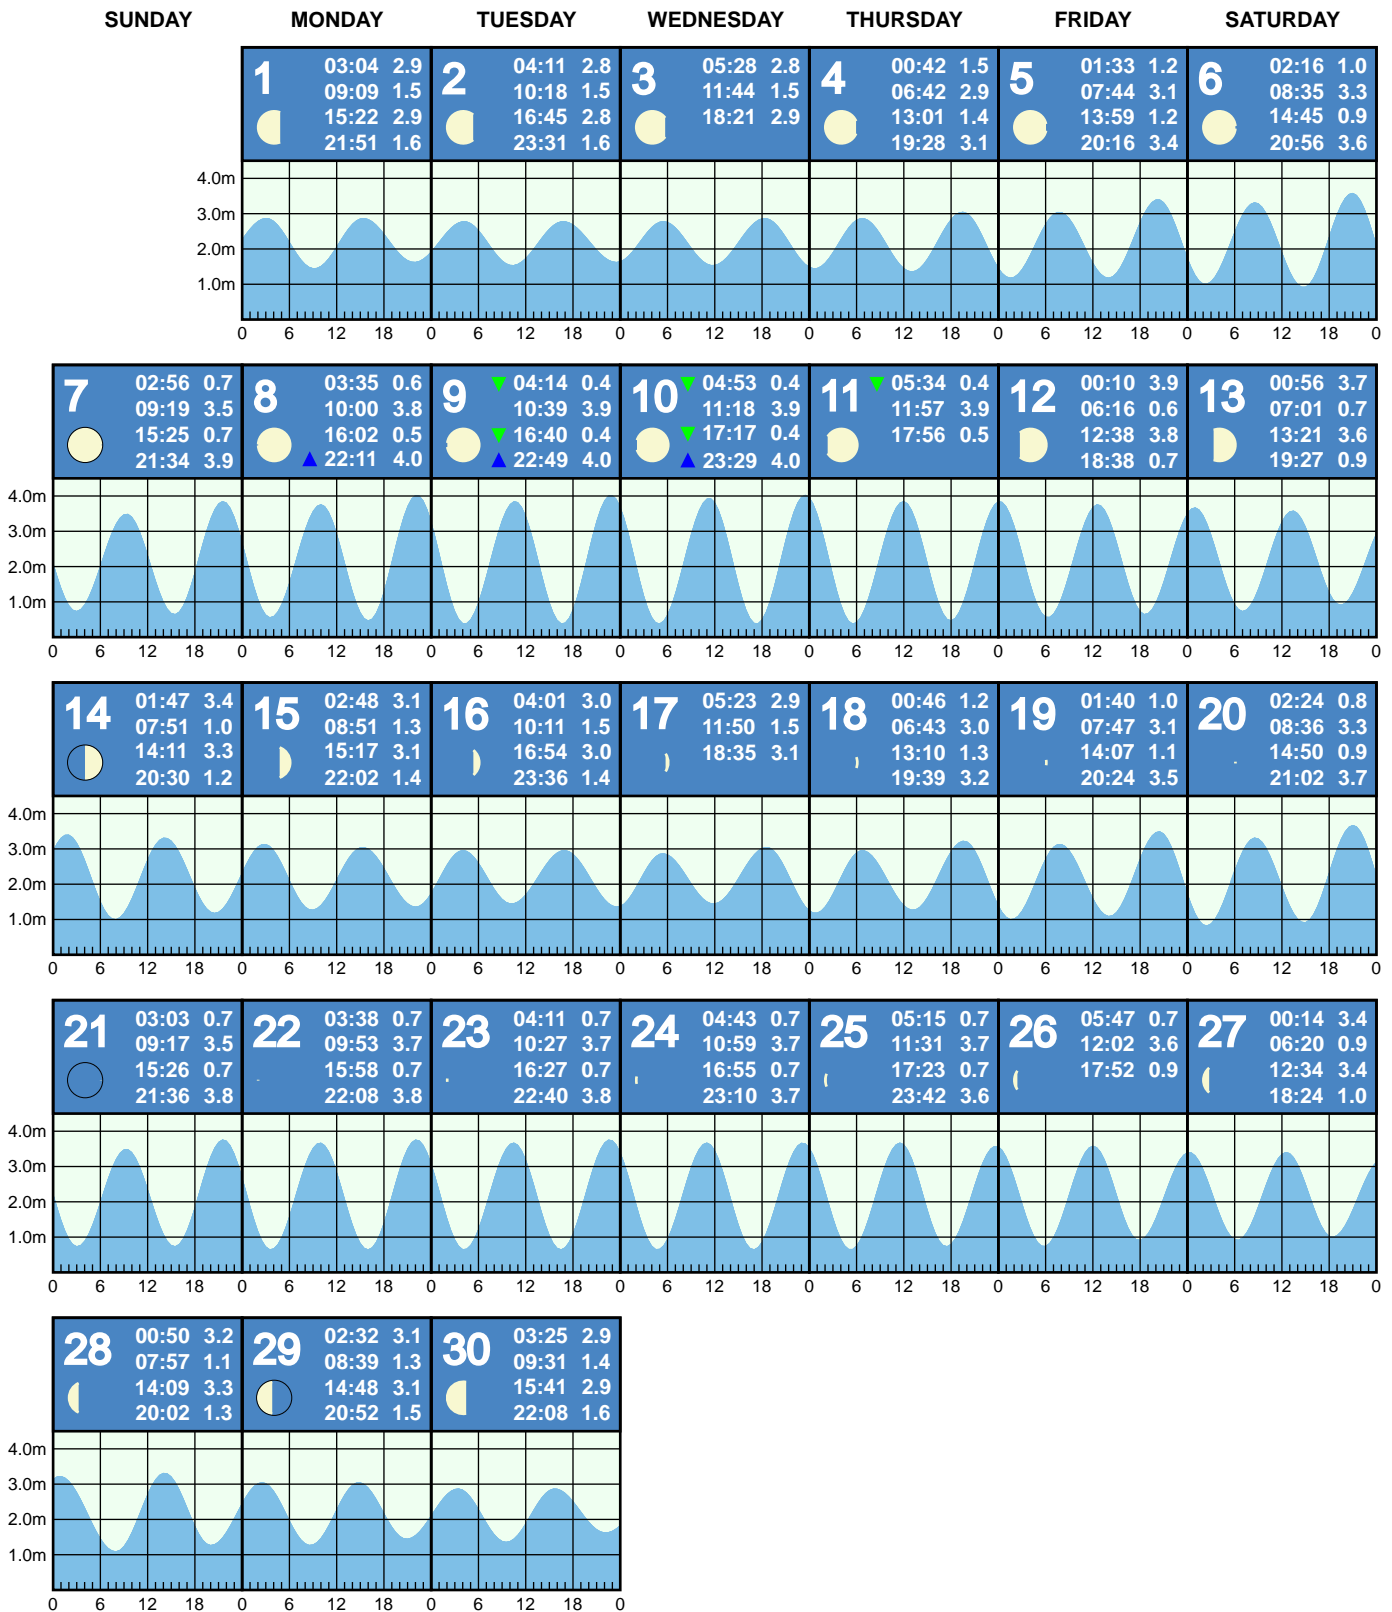 SUNDAY MONDAY TUESDAY WEDNESDAY THURSDAY FRIDAY SATURDAY
1 03:04 2.9
09:09 1.5
15:22 2.9
21:51 1.6
2 04:11 2.8
10:18 1.5
16:45 2.8
23:31 1.6
3 05:28 2.8
11:44 1.5
18:21 2.9
4 00:42 1.5
06:42 2.9
13:01 1.4
19:28 3.1
5 01:33 1.2
07:44 3.1
13:59 1.2
20:16 3.4
6 02:16 1.0
08:35 3.3
14:45 0.9
20:56 3.6
4.0m
3.0m
2.0m
1.0m
0 6 12 18 0 6 12 18 0 6 12 18 0 6 12 18 0 6 12 18 0 6 12 18 0
7 02:56 0.7
09:19 3.5
15:25 0.7
21:34 3.9
8 03:35 0.6
10:00 3.8
16:02 0.5
22:11 4.0
9 04:14 0.4
10:39 3.9
16:40 0.4
22:49 4.0
10 04:53 0.4
11:18 3.9
17:17 0.4
23:29 4.0
11 05:34 0.4
11:57 3.9
17:56 0.5
12 00:10 3.9
06:16 0.6
12:38 3.8
18:38 0.7
13 00:56 3.7
07:01 0.7
13:21 3.6
19:27 0.9
4.0m
3.0m
2.0m
1.0m
0 6 12 18 0 6 12 18 0 6 12 18 0 6 12 18 0 6 12 18 0 6 12 18 0 6 12 18 0
14 01:47 3.4
07:51 1.0
14:11 3.3
20:30 1.2
15 02:48 3.1
08:51 1.3
15:17 3.1
22:02 1.4
16 04:01 3.0
10:11 1.5
16:54 3.0
23:36 1.4
17 05:23 2.9
11:50 1.5
18:35 3.1
18 00:46 1.2
06:43 3.0
13:10 1.3
19:39 3.2
19 01:40 1.0
07:47 3.1
14:07 1.1
20:24 3.5
20 02:24 0.8
08:36 3.3
14:50 0.9
21:02 3.7
4.0m
3.0m
2.0m
1.0m
0 6 12 18 0 6 12 18 0 6 12 18 0 6 12 18 0 6 12 18 0 6 12 18 0 6 12 18 0
21 03:03 0.7
09:17 3.5
15:26 0.7
21:36 3.8
22 03:38 0.7
09:53 3.7
15:58 0.7
22:08 3.8
23 04:11 0.7
10:27 3.7
16:27 0.7
22:40 3.8
24 04:43 0.7
10:59 3.7
16:55 0.7
23:10 3.7
25 05:15 0.7
11:31 3.7
17:23 0.7
23:42 3.6
26 05:47 0.7
12:02 3.6
17:52 0.9
27 00:14 3.4
06:20 0.9
12:34 3.4
18:24 1.0
4.0m
3.0m
2.0m
1.0m
0 6 12 18 0 6 12 18 0 6 12 18 0 6 12 18 0 6 12 18 0 6 12 18 0 6 12 18 0
28 00:50 3.2
07:57 1.1
14:09 3.3
20:02 1.3
29 02:32 3.1
08:39 1.3
14:48 3.1
20:52 1.5
30 03:25 2.9
09:31 1.4
15:41 2.9
22:08 1.6
4.0m
3.0m
2.0m
1.0m
0 6 12 18 0 6 12 18 0 6 12 18 0